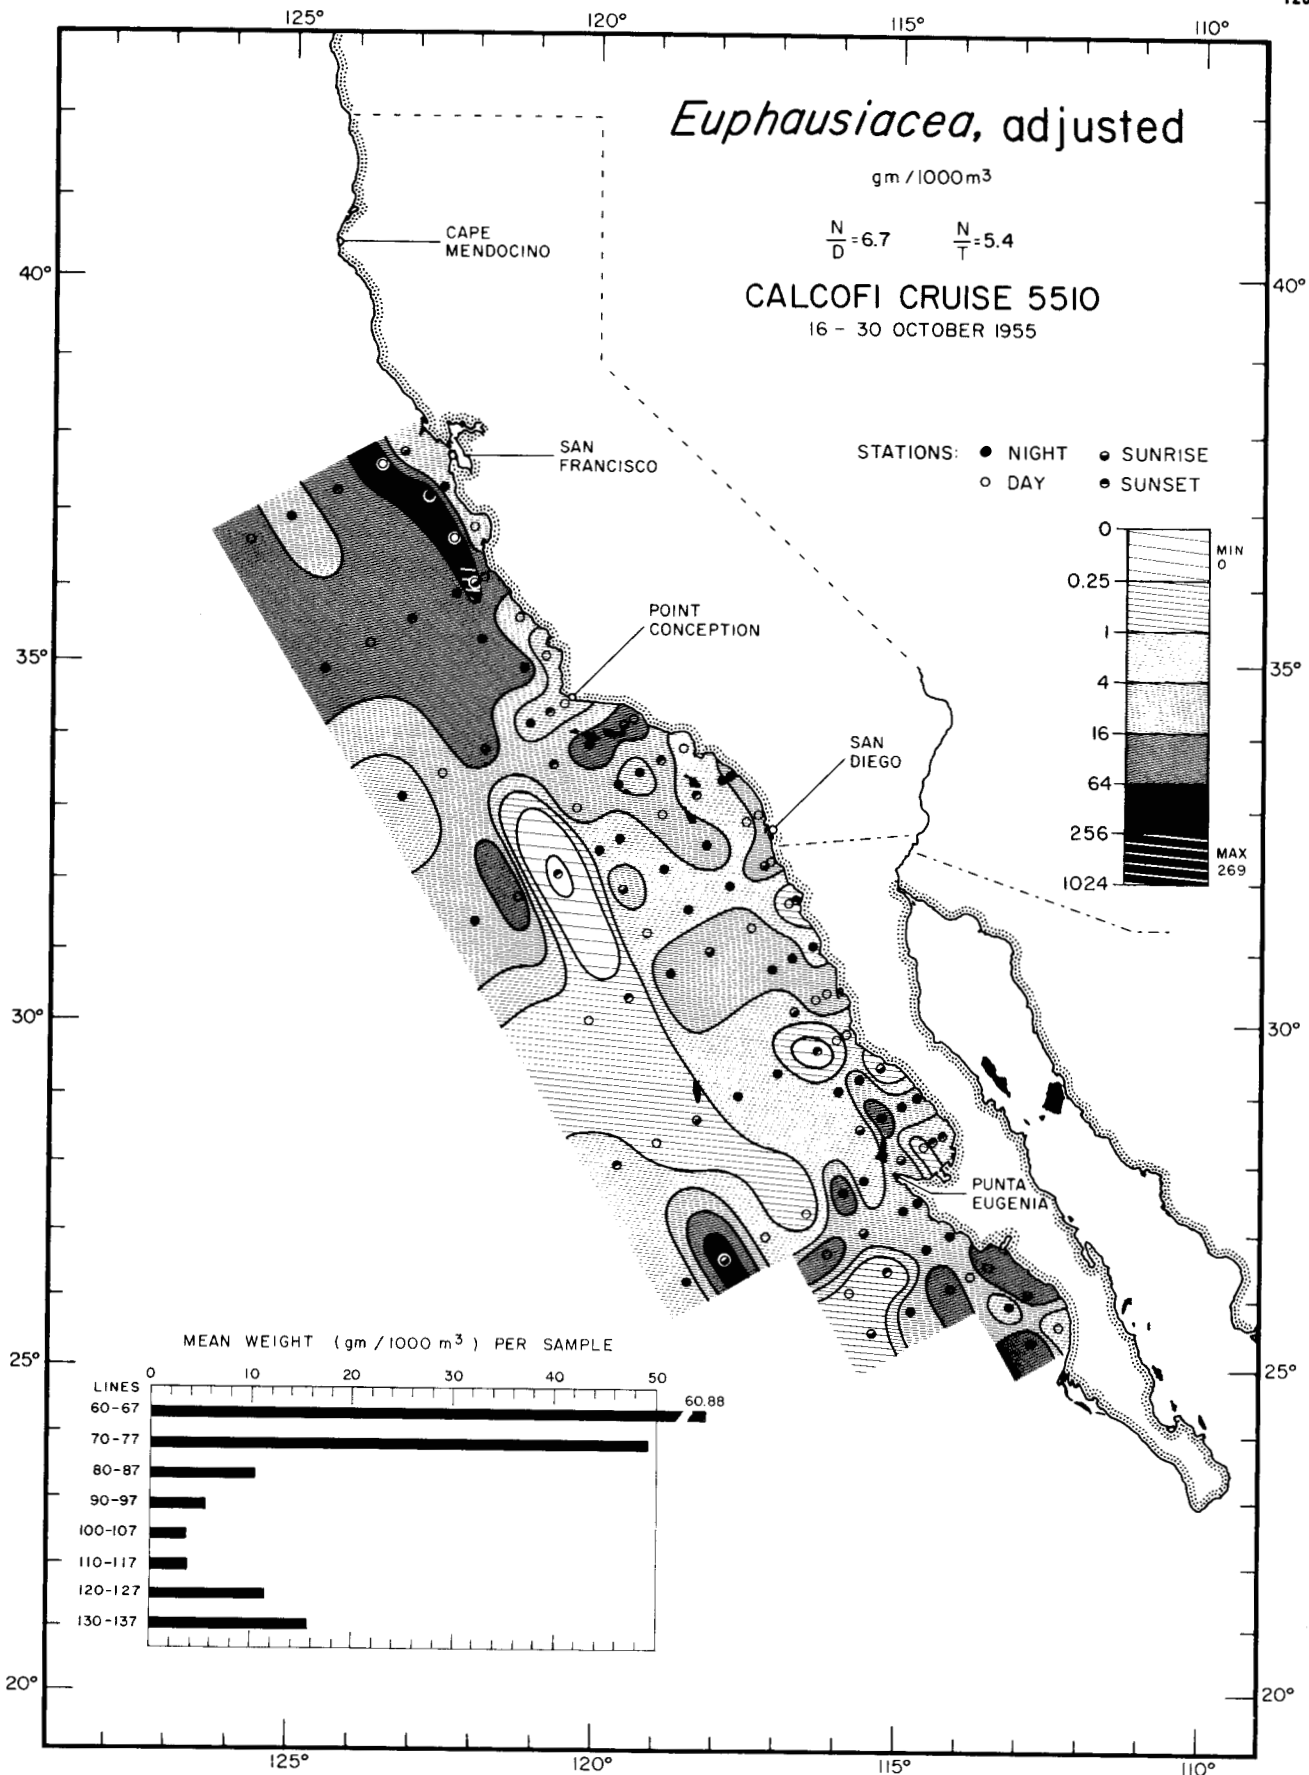 125° 120° 115° 110°
Euphausiacea, adjusted
gm/1000m³
N/D = 6.7 N/T = 5.4
CALCOFI CRUISE 5510
16 – 30 OCTOBER 1955
CAPE
MENDOCINO
40° 40°
SAN
FRANCISCO
STATIONS: NIGHT SUNRISE
DAY SUNSET
0
MIN
0
0.25
1
4
16
64
256
MAX
269
1024
POINT
CONCEPTION
35° 35°
SAN
DIEGO
30° 30°
PUNTA
EUGENIA
MEAN WEIGHT (gm/1000 m³) PER SAMPLE
25° 25°
0 10 20 30 40 50
LINES
60-67 60.88
70-77
80-87
90-97
100-107
110-117
120-127
130-137
20° 20°
125° 120° 115° 110°